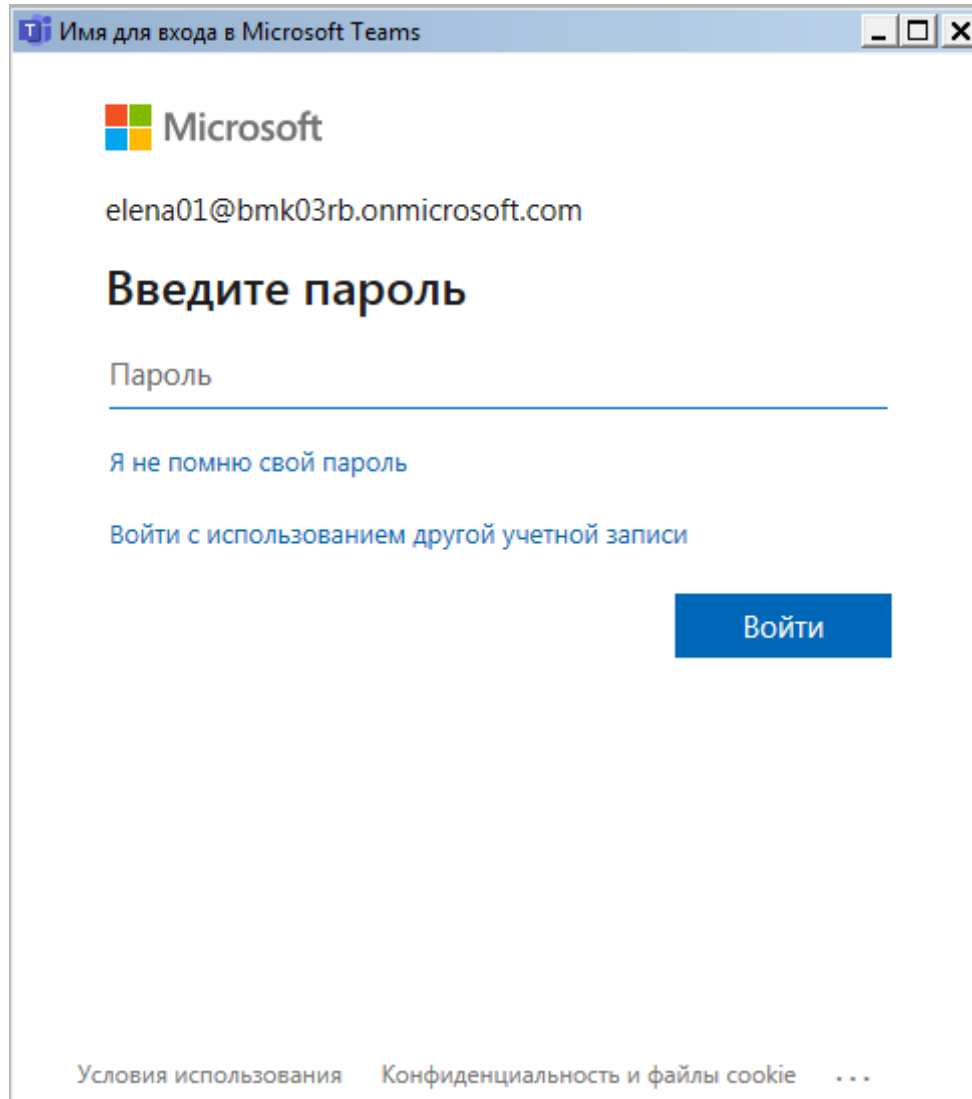 Имя для входа в Microsoft Teams
Microsoft
elena01@bmk03rb.onmicrosoft.com
Введите пароль
Пароль
Я не помню свой пароль
Войти с использованием другой учетной записи
Войти
Условия использования Конфиденциальность и файлы cookie ...